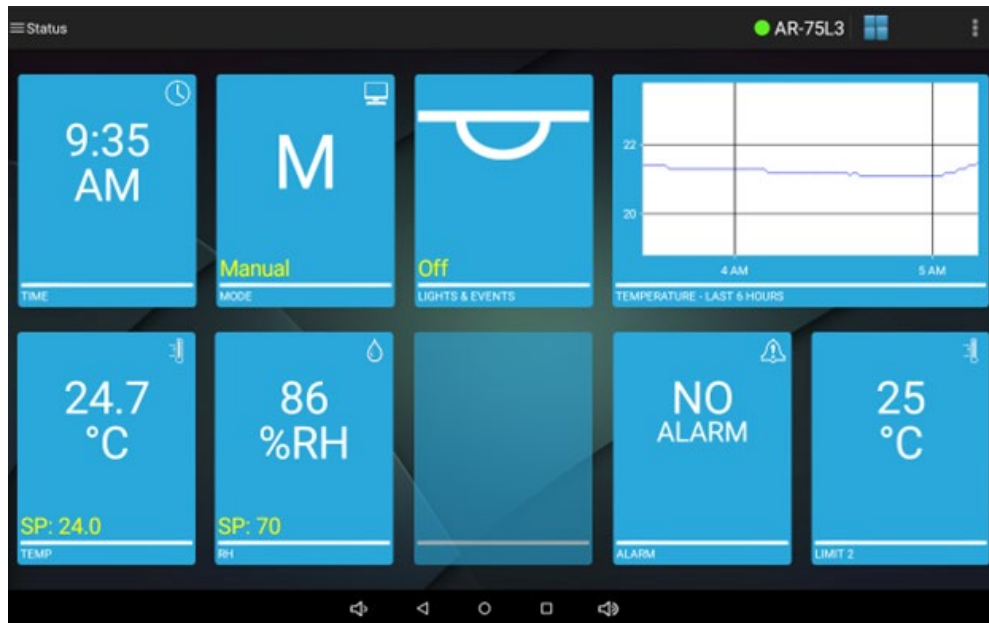 Status
AR-75L3
9:35
AM
TIME
M
Manual
MODE
Off
LIGHTS & EVENTS
22
20
4 AM
5 AM
TEMPERATURE - LAST 6 HOURS
24.7
°C
SP: 24.0
TEMP
86
%RH
SP: 70
RH
NO
ALARM
ALARM
25
°C
LIMIT 2